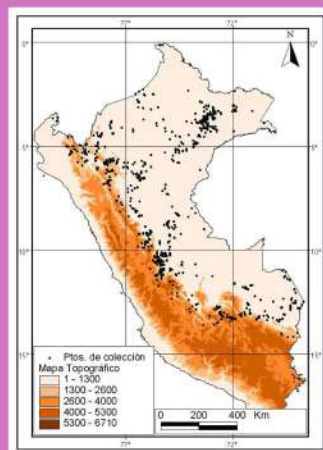 77° 72°
N
0° 0°
5° 5°
10° 10°
15°
Ptos. de colección
Mapa Topográfico
1 - 1300
1300 - 2600
2600 - 4000
4000 - 5300
5300 - 6710
0 200 400 Km
77° 72°